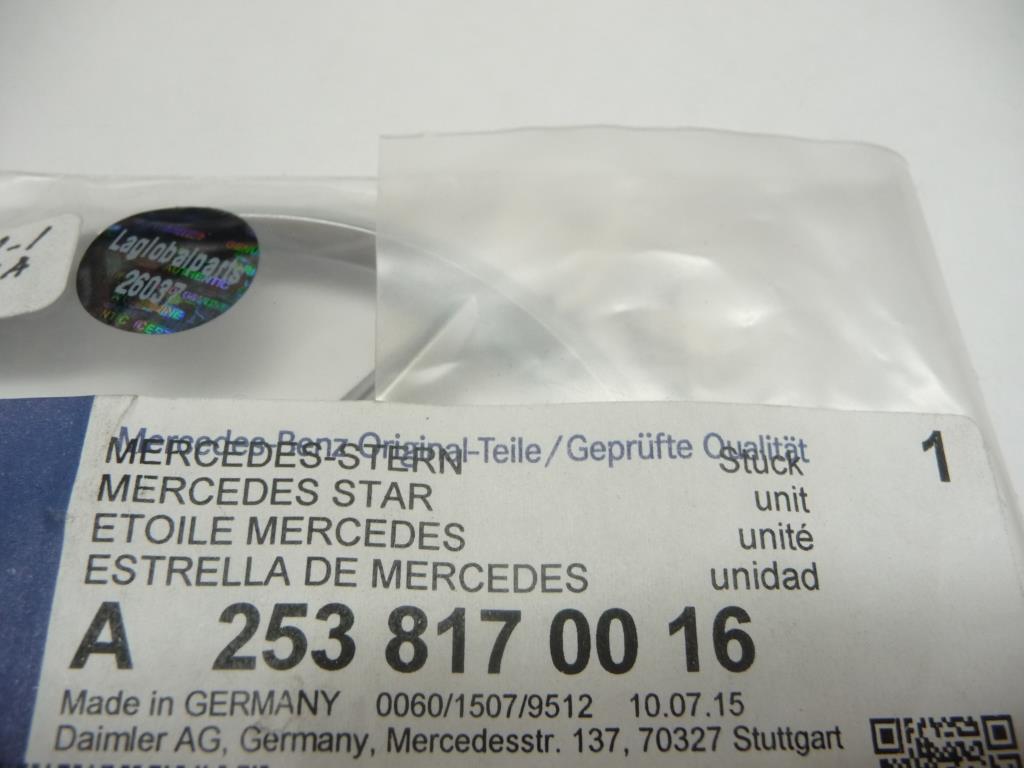 Laglobalparts
26037
Mercedes-Benz Original-Teile / Geprüfte Qualität
MERCEDES-STERN Stück 1
MERCEDES STAR unit
ETOILE MERCEDES unité
ESTRELLA DE MERCEDES unidad
A 253 817 00 16
Made in GERMANY 0060/1507/9512 10.07.15
Daimler AG, Germany, Mercedesstr. 137, 70327 Stuttgart